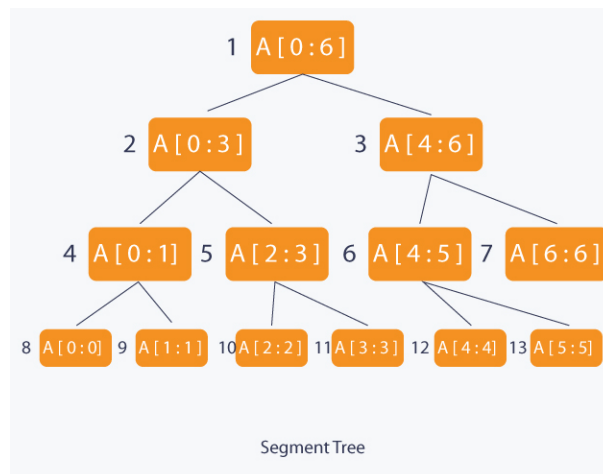 1 A [ 0 : 6 ]
2 A [ 0 : 3 ] 3 A [ 4 : 6 ]
4 A [ 0 : 1 ] 5 A [ 2 : 3 ] 6 A [ 4 : 5 ] 7 A [ 6 : 6 ]
8 A [ 0 : 0 ] 9 A [ 1 : 1 ] 10 A [ 2 : 2 ] 11 A [ 3 : 3 ] 12 A [ 4 : 4 ] 13 A [ 5 : 5 ]
Segment Tree